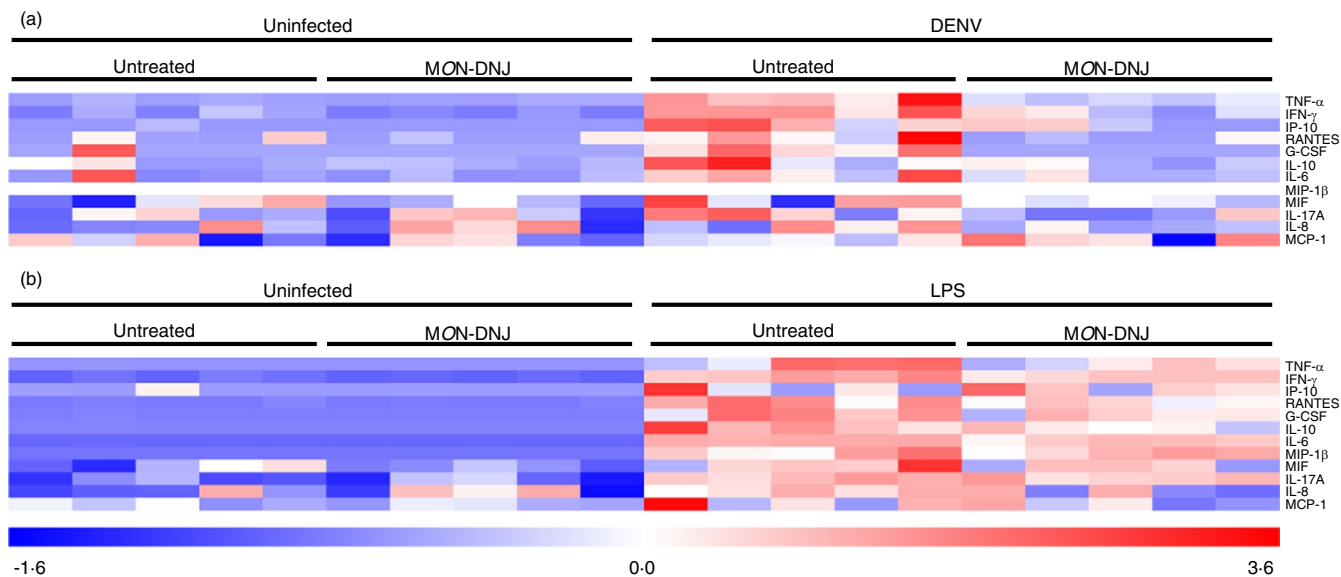 (a)
Uninfected DENV
Untreated MON-DNJ Untreated MON-DNJ
TNF-α
IFN-γ
IP-10
RANTES
G-CSF
IL-10
IL-6
MIP-1β
MIF
IL-17A
IL-8
MCP-1
(b)
Uninfected LPS
Untreated MON-DNJ Untreated MON-DNJ
TNF-α
IFN-γ
IP-10
RANTES
G-CSF
IL-10
IL-6
MIP-1β
MIF
IL-17A
IL-8
MCP-1
-1·6 0·0 3·6